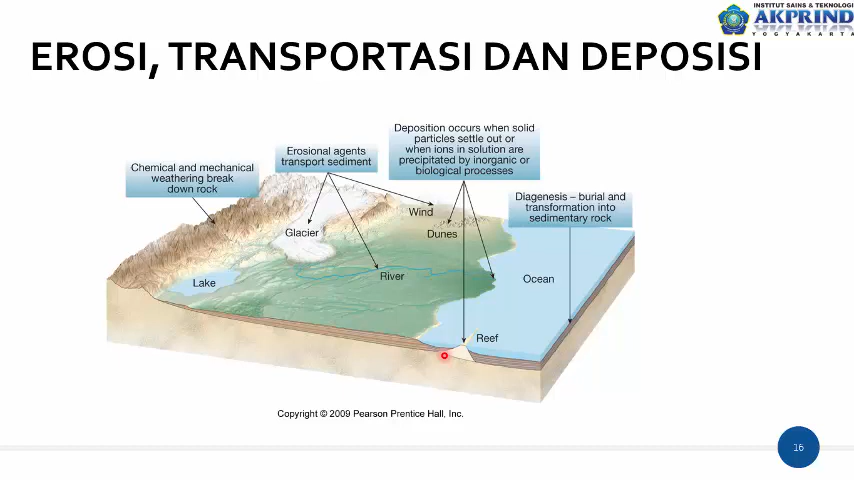 INSTITUT SAINS & TEKNOLOGI
AKPRIND
YOGYAKARTA
EROSI, TRANSPORTASI DAN DEPOSISI
Chemical and mechanical
weathering break
down rock
Erosional agents
transport sediment
Deposition occurs when solid
particles settle out or
when ions in solution are
precipitated by inorganic or
biological processes
Diagenesis – burial and
transformation into
sedimentary rock
Wind
Glacier
Dunes
River
Lake
Ocean
Reef
Copyright © 2009 Pearson Prentice Hall, Inc.
16